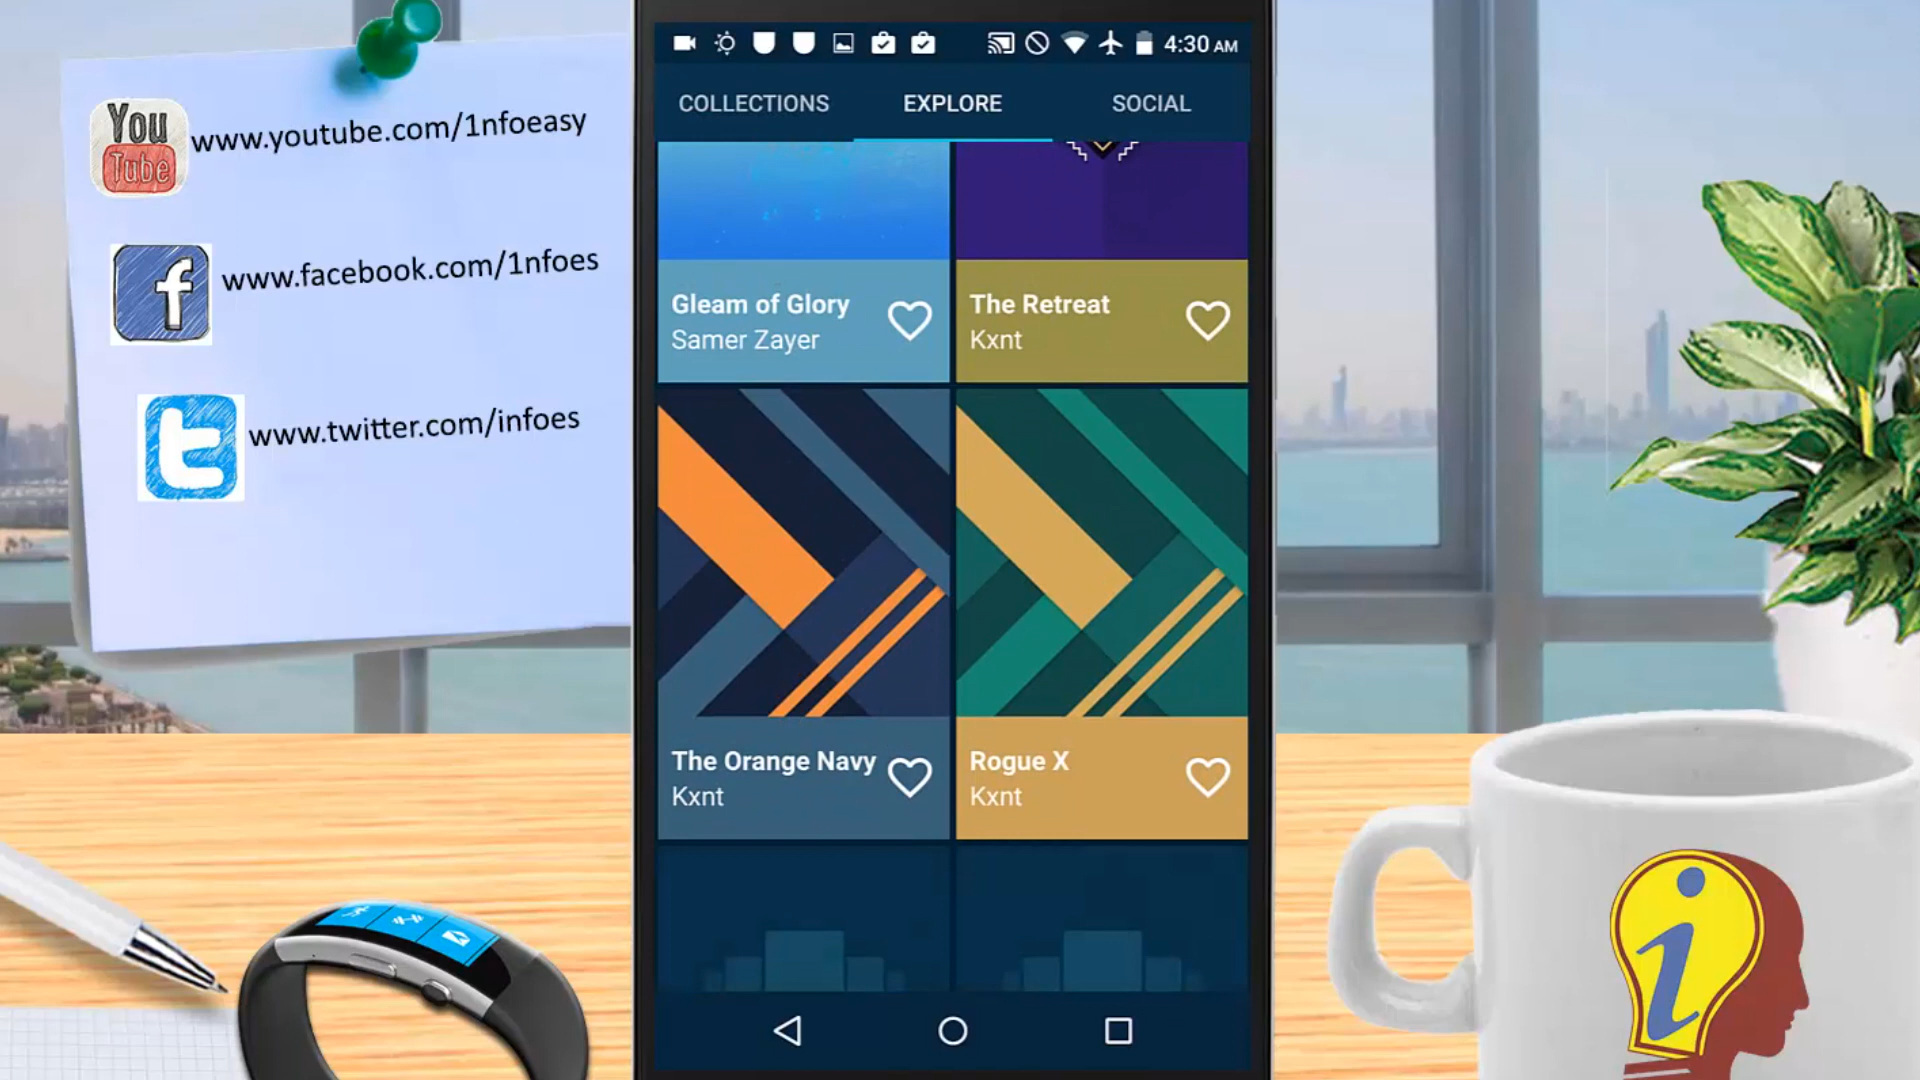 You
Tube
www.youtube.com/1nfoeasy
f
www.facebook.com/1nfoes
t
www.twitter.com/infoes
4:30 AM
COLLECTIONS
EXPLORE
SOCIAL
Gleam of Glory
Samer Zayer
The Retreat
Kxnt
The Orange Navy
Kxnt
Rogue X
Kxnt
i